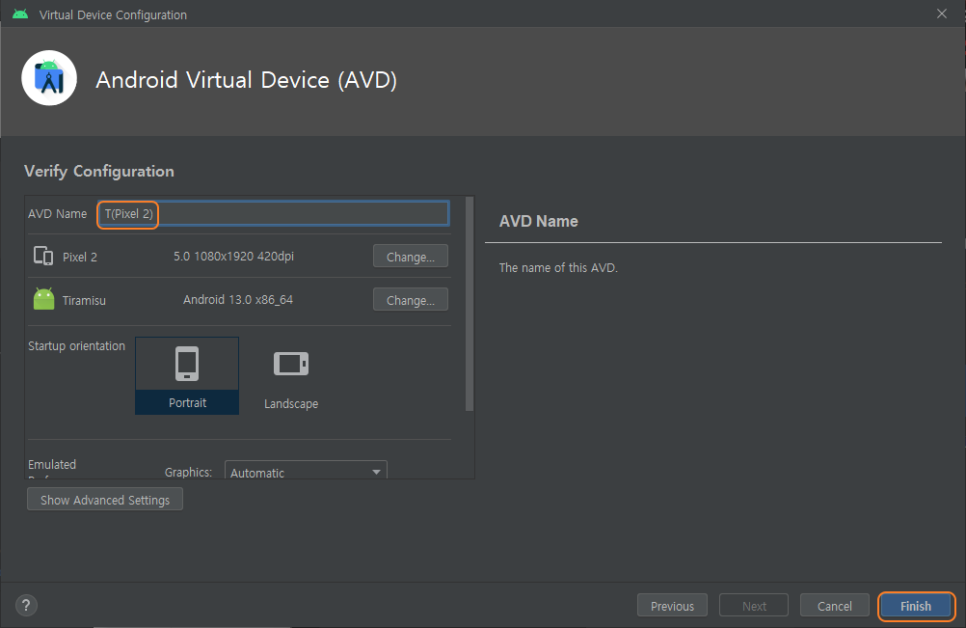 Virtual Device Configuration
Android Virtual Device (AVD)
Verify Configuration
AVD Name T(Pixel 2)
Pixel 2 5.0 1080x1920 420dpi Change...
Tiramisu Android 13.0 x86_64 Change...
Startup orientation
Portrait
Landscape
Emulated
Graphics: Automatic
Show Advanced Settings
AVD Name
The name of this AVD.
?
Previous Next Cancel Finish